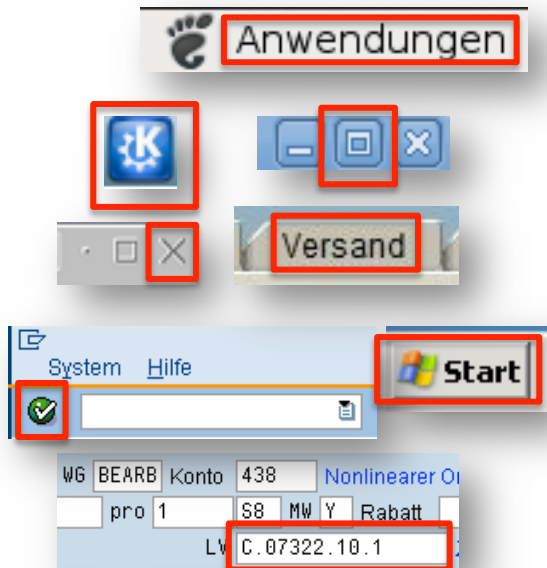 Anwendungen
K
Versand
System Hilfe
Start
WG BEARB Konto 438 Nonlinearer
pro 1 S8 MW Y Rabatt
LV C.07322.10.1